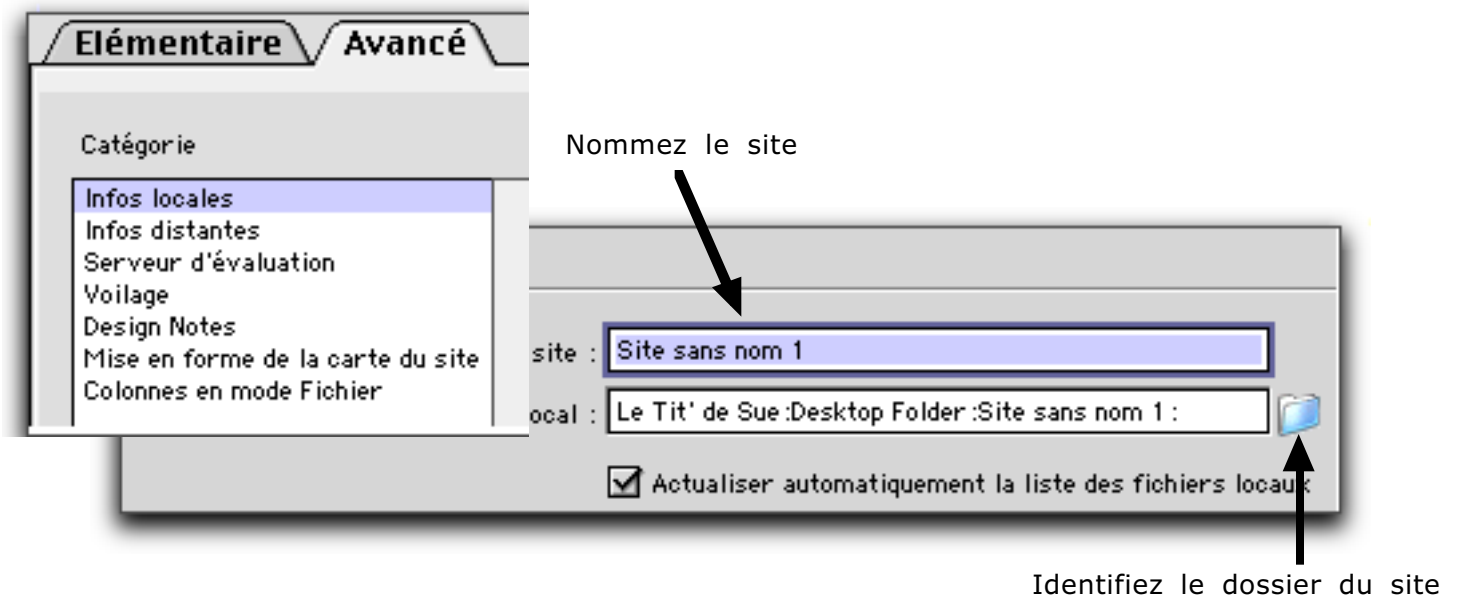 Elémentaire Avancé
Catégorie
Infos locales
Infos distantes
Serveur d'évaluation
Voilage
Design Notes
Mise en forme de la carte du site
Colonnes en mode Fichier
Nommez le site
site : Site sans nom 1
ocal : Le Tit' de Sue :Desktop Folder :Site sans nom 1 :
Actualiser automatiquement la liste des fichiers locaux
Identifiez le dossier du site